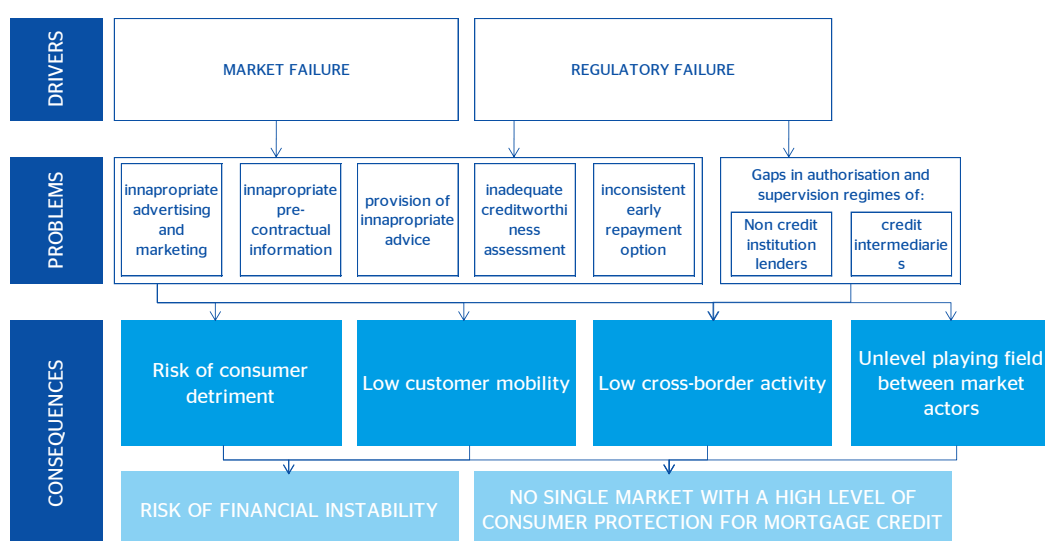 DRIVERS
MARKET FAILURE
REGULATORY FAILURE
PROBLEMS
innapropriate
advertising
and
marketing
innapropriate
pre-
contractual
information
provision of
innapropriate
advice
inadequate
creditworthi
ness
assessment
inconsistent
early
repayment
option
Gaps in authorisation and
supervision regimes of:
Non credit
institution
lenders
credit
intermediarie
s
CONSEQUENCES
Risk of consumer
detriment
Low customer mobility
Low cross-border activity
Unlevel playing field
between market
actors
RISK OF FINANCIAL INSTABILITY
NO SINGLE MARKET WITH A HIGH LEVEL OF
CONSUMER PROTECTION FOR MORTGAGE CREDIT